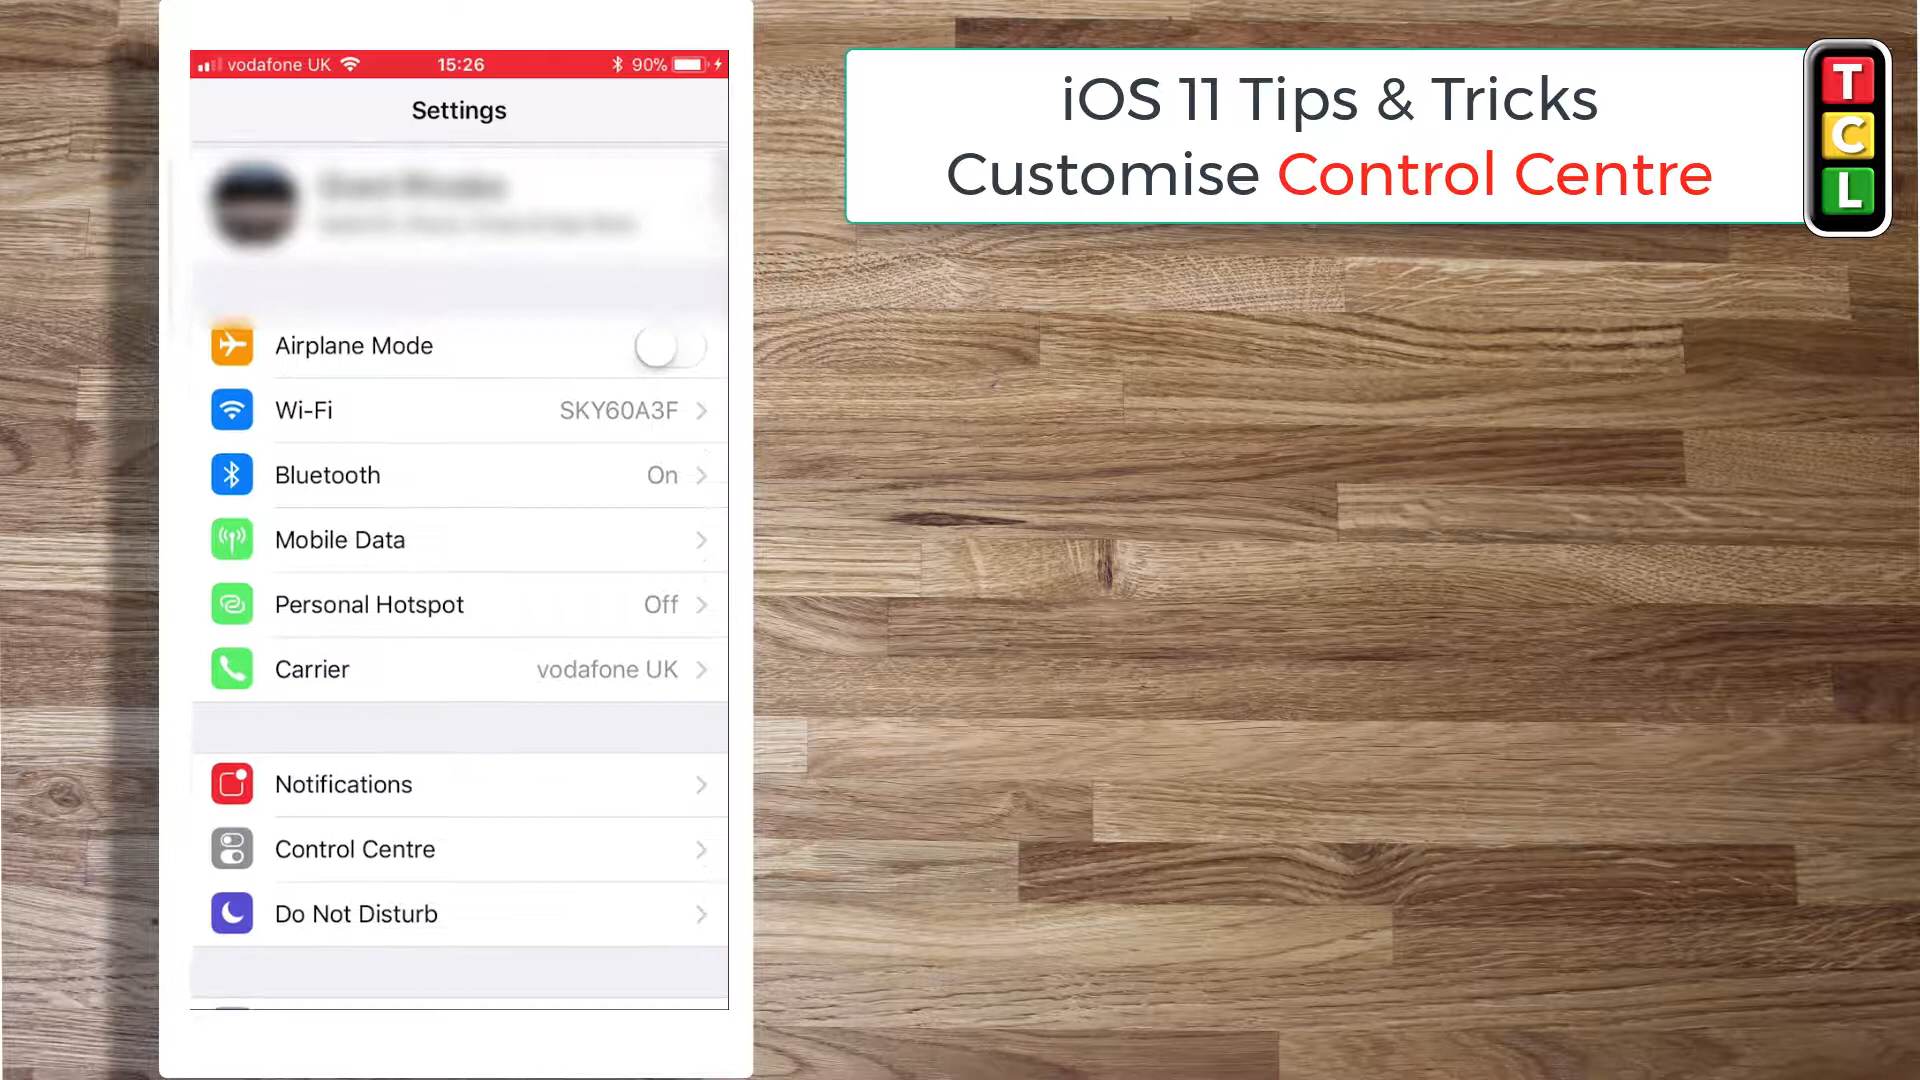 vodafone UK 15:26 90%
Settings
Airplane Mode
Wi-Fi SKY60A3F
Bluetooth On
Mobile Data
Personal Hotspot Off
Carrier vodafone UK
Notifications
Control Centre
Do Not Disturb
iOS 11 Tips & Tricks
Customise Control Centre
T
C
L